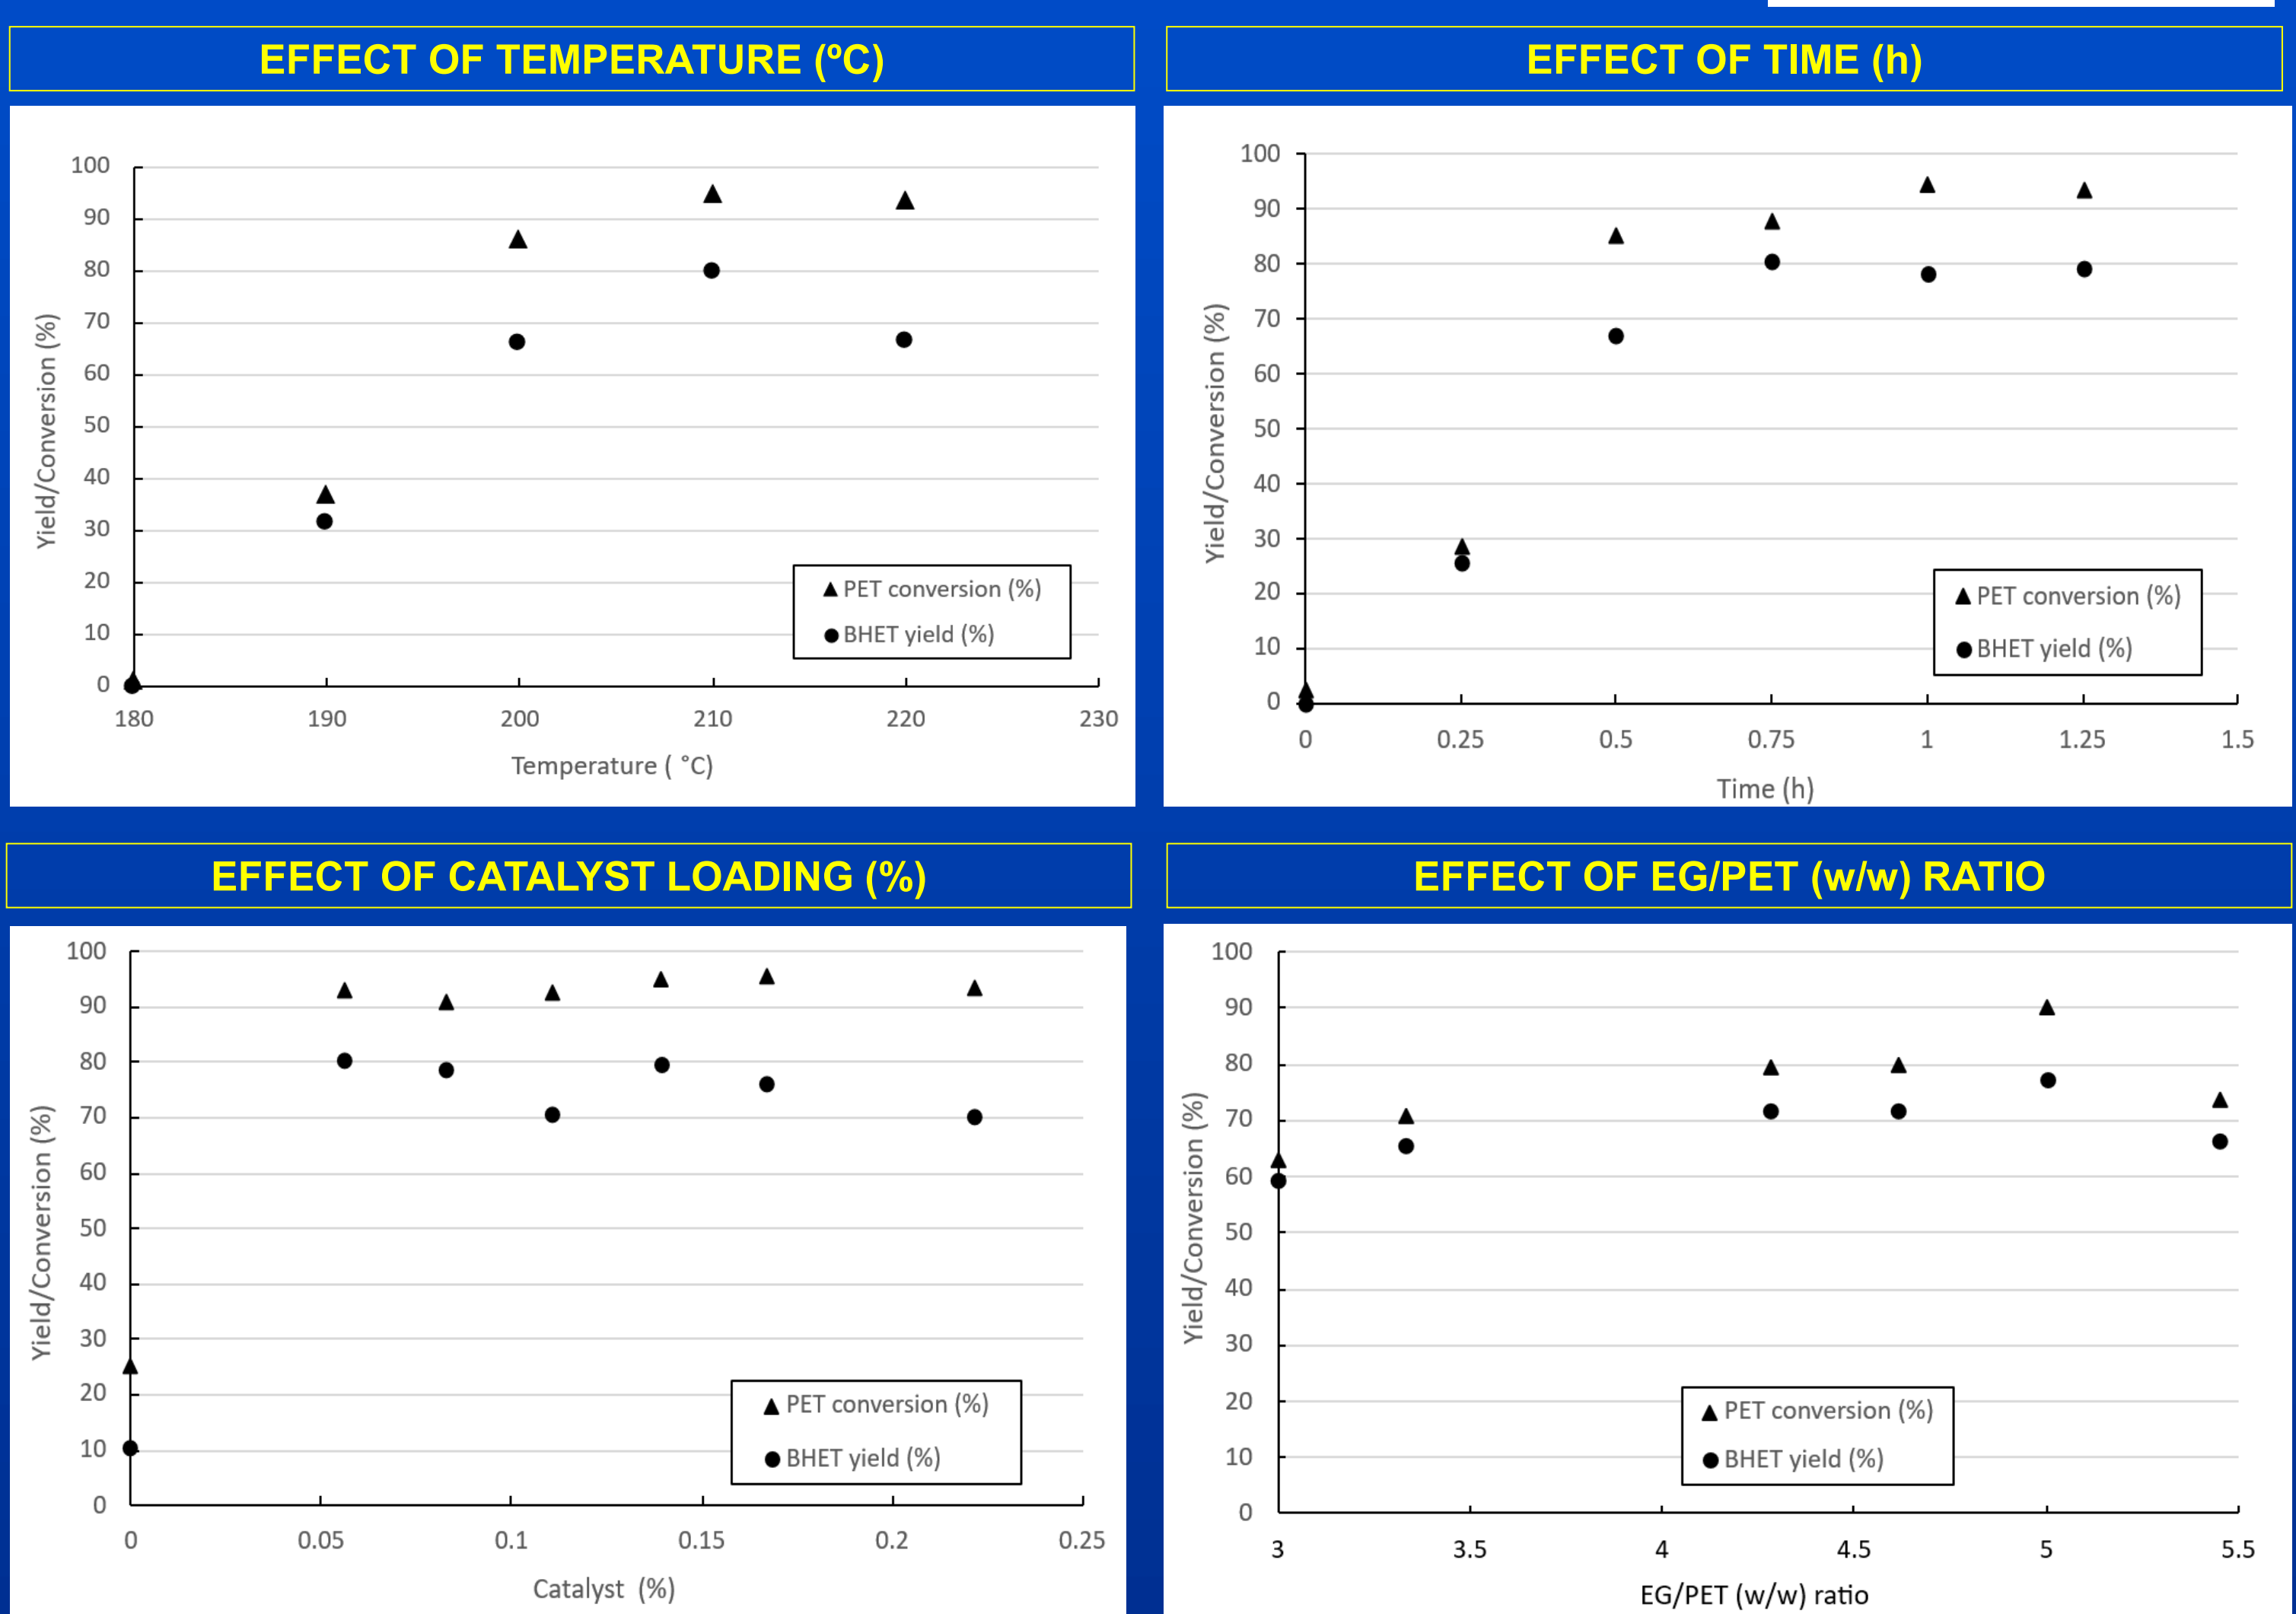 EFFECT OF TEMPERATURE (ºC)
100
90
80
70
60
50
40
30
20
10
0
Yield/Conversion (%)
PET conversion (%)
BHET yield (%)
180 190 200 210 220 230
Temperature ( °C)
EFFECT OF TIME (h)
100
90
80
70
60
50
40
30
20
10
0
Yield/Conversion (%)
PET conversion (%)
BHET yield (%)
0 0.25 0.5 0.75 1 1.25 1.5
Time (h)
EFFECT OF CATALYST LOADING (%)
100
90
80
70
60
50
40
30
20
10
0
Yield/Conversion (%)
PET conversion (%)
BHET yield (%)
0 0.05 0.1 0.15 0.2 0.25
Catalyst (%)
EFFECT OF EG/PET (w/w) RATIO
100
90
80
70
60
50
40
30
20
10
0
Yield/Conversion (%)
PET conversion (%)
BHET yield (%)
3 3.5 4 4.5 5 5.5
EG/PET (w/w) ratio